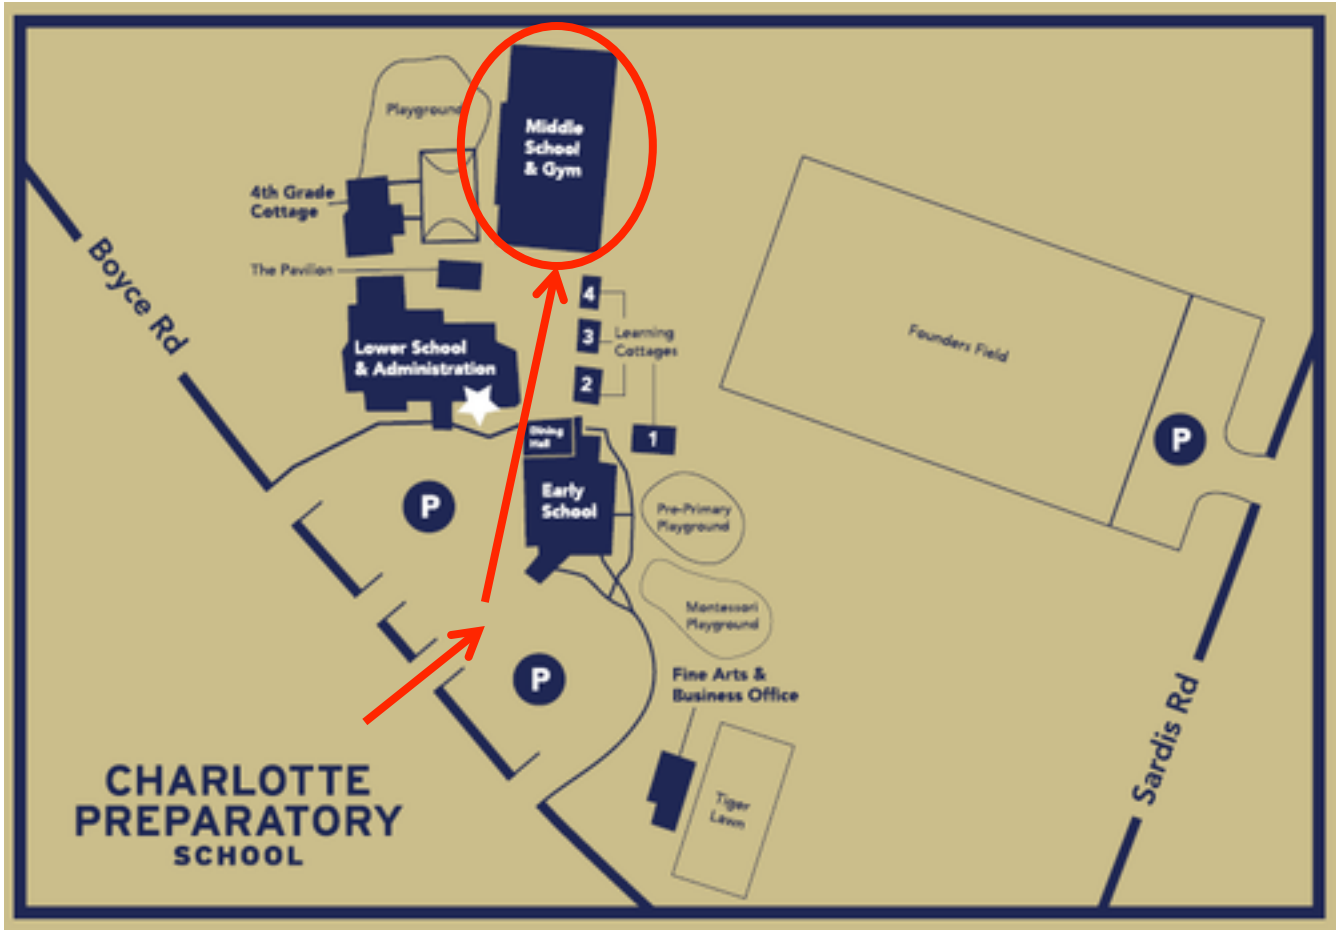 Playground
Middle
School
& Gym
4th Grade
Cottage
Boyce Rd
The Pavilion
4
3
2
1
Learning
Cottages
Lower School
& Administration
Founders Field
P
Dining
Hall
P
Early
School
Pre-Primary
Playground
Montessori
Playground
P
Fine Arts &
Business Office
Sardis Rd
Tiger
Lawn
CHARLOTTE
PREPARATORY
SCHOOL